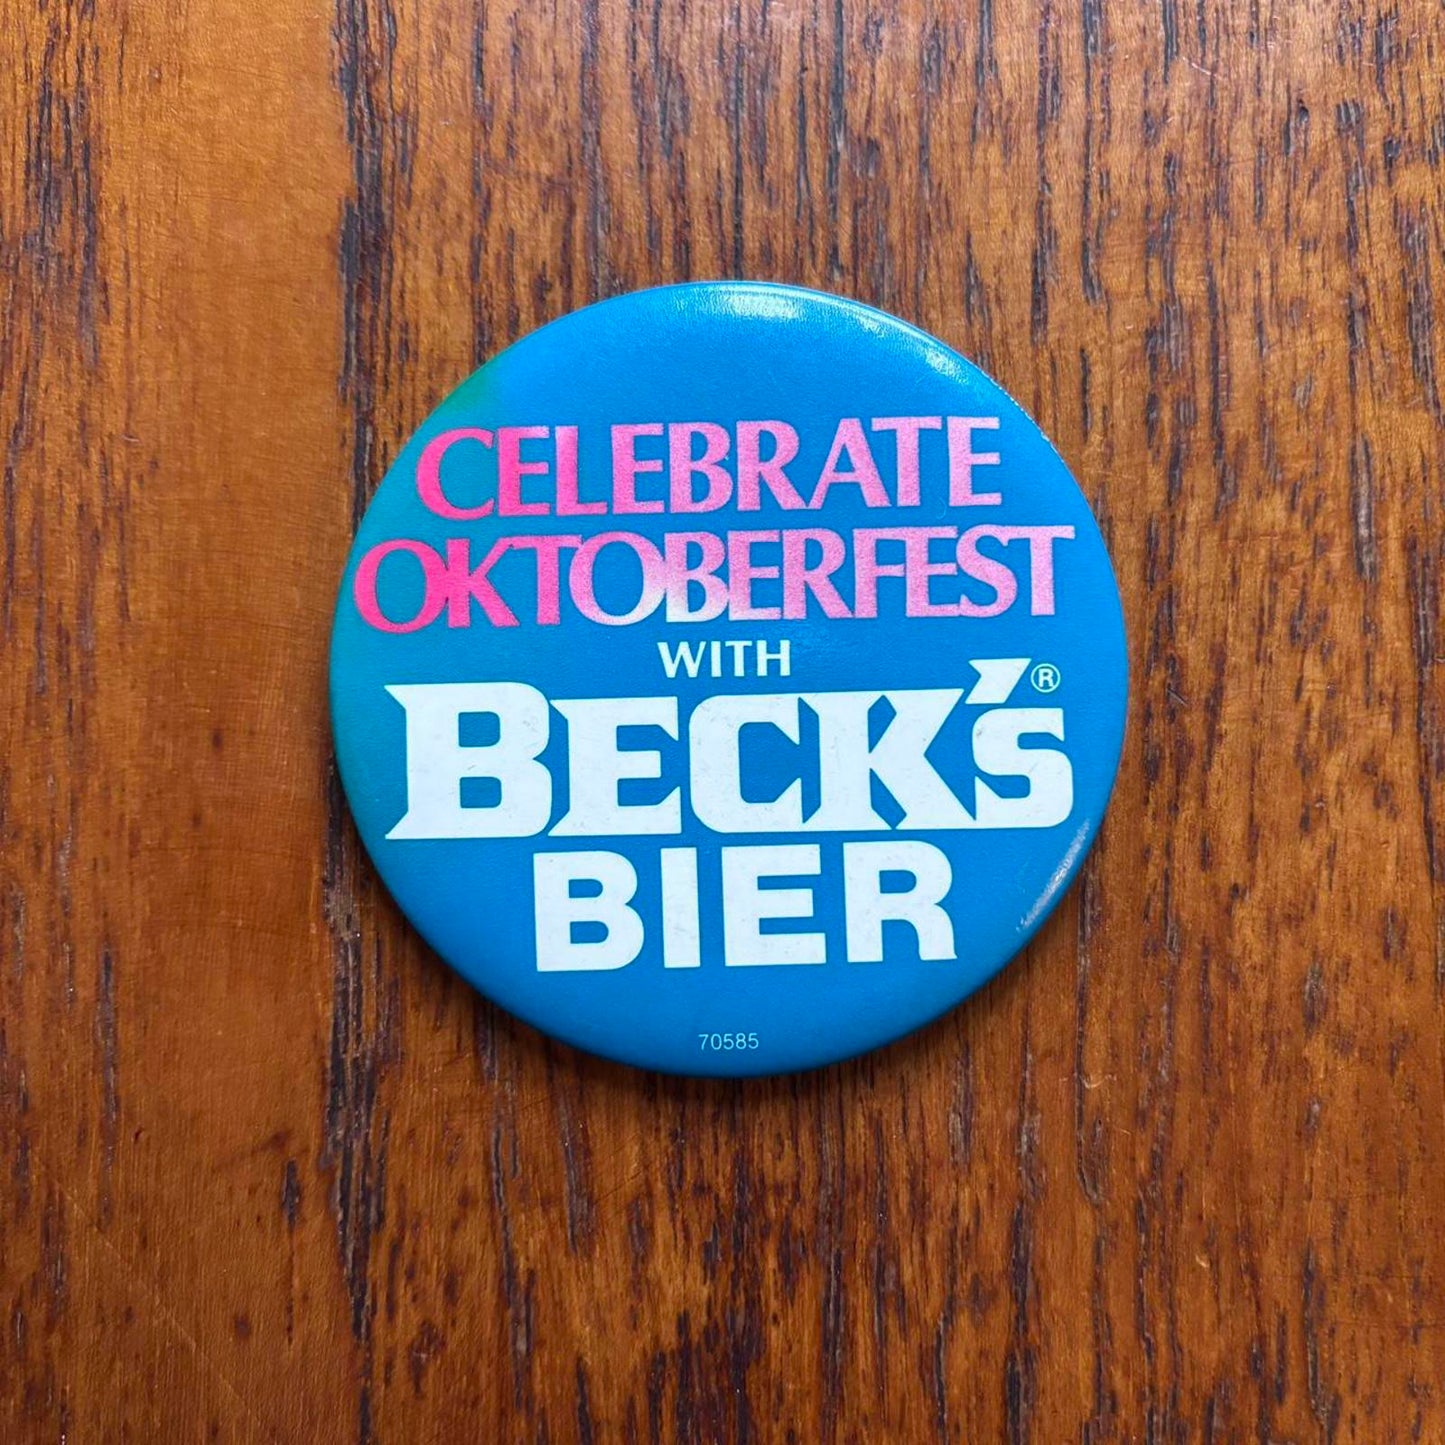 CELEBRATE
OKTOBERFEST
WITH
BECK'S®
BIER
70585